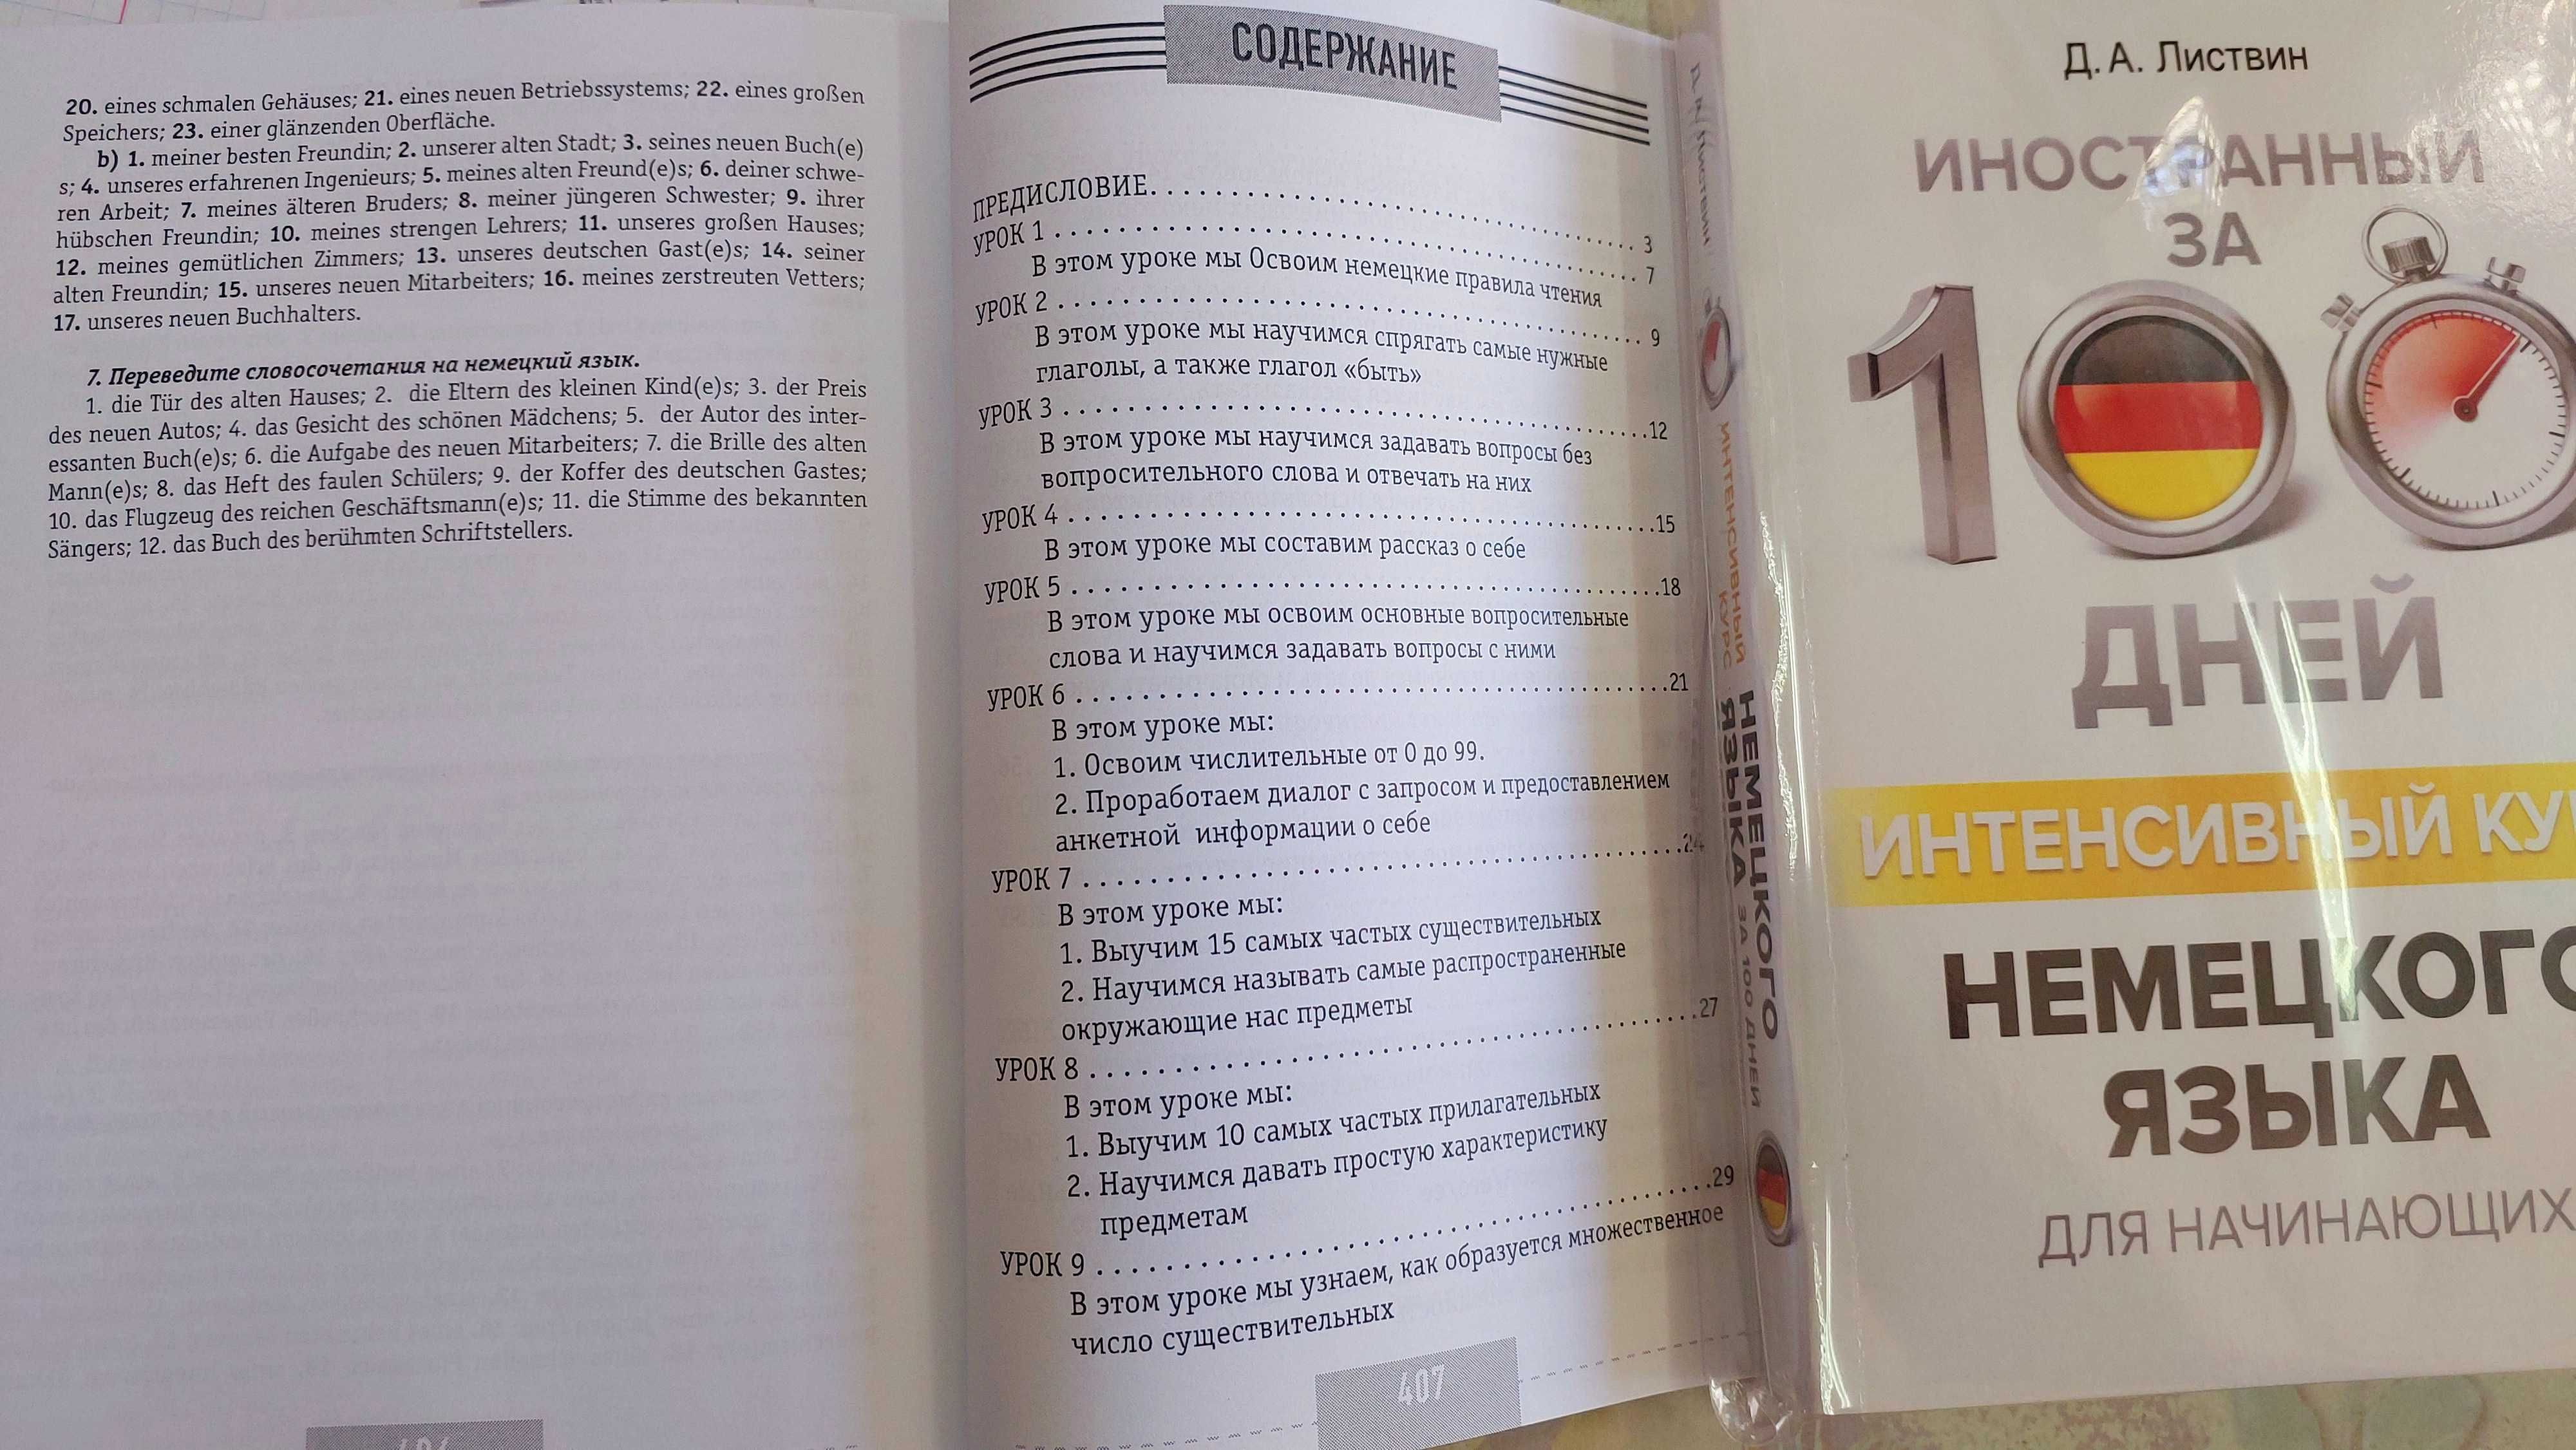 20. eines schmalen Gehäuses; 21. eines neuen Betriebssystems; 22. eines großen
Speichers; 23. einer glänzenden Oberfläche.
b) 1. meiner besten Freundin; 2. unserer alten Stadt; 3. seines neuen Buch(e)
s; 4. unseres erfahrenen Ingenieurs; 5. meines alten Freund(e)s; 6. deiner schwe-
ren Arbeit; 7. meines älteren Bruders; 8. meiner jüngeren Schwester; 9. ihrer
hübschen Freundin; 10. meines strengen Lehrers; 11. unseres großen Hauses;
12. meines gemütlichen Zimmers; 13. unseres deutschen Gast(e)s; 14. seiner
alten Freundin; 15. unseres neuen Mitarbeiters; 16. meines zerstreuten Vetters;
17. unseres neuen Buchhalters.
7. Переведите словосочетания на немецкий язык.
1. die Tür des alten Hauses; 2. die Eltern des kleinen Kind(e)s; 3. der Preis
des neuen Autos; 4. das Gesicht des schönen Mädchens; 5. der Autor des inter-
essanten Buch(e)s; 6. die Aufgabe des neuen Mitarbeiters; 7. die Brille des alten
Mann(e)s; 8. das Heft des faulen Schülers; 9. der Koffer des deutschen Gastes;
10. das Flugzeug des reichen Geschäftsmann(e)s; 11. die Stimme des bekannten
Sängers; 12. das Buch des berühmten Schriftstellers.
СОДЕРЖАНИЕ
ПРЕДИСЛОВИЕ. . . . . . . . . . . . . . . . . . . . 3
УРОК 1 . . . . . . . . . . . . . . . . . . . . 7
В этом уроке мы Освоим немецкие правила чтения
УРОК 2 . . . . . . . . . . . . . . . . . . . . 9
В этом уроке мы научимся спрягать самые нужные
глаголы, а также глагол «быть»
УРОК 3 . . . . . . . . . . . . . . . . . . . .12
В этом уроке мы научимся задавать вопросы без
вопросительного слова и отвечать на них
УРОК 4 . . . . . . . . . . . . . . . . . . . .15
В этом уроке мы составим рассказ о себе
УРОК 5 . . . . . . . . . . . . . . . . . . . .18
В этом уроке мы освоим основные вопросительные
слова и научимся задавать вопросы с ними
УРОК 6 . . . . . . . . . . . . . . . . . . . .21
В этом уроке мы:
1. Освоим числительные от 0 до 99.
2. Проработаем диалог с запросом и предоставлением
анкетной информации о себе
УРОК 7 . . . . . . . . . . . . . . . . . . . .24
В этом уроке мы:
1. Выучим 15 самых частых существительных
2. Научимся называть самые распространенные
окружающие нас предметы
УРОК 8 . . . . . . . . . . . . . . . . . . . .27
В этом уроке мы:
1. Выучим 10 самых частых прилагательных
2. Научимся давать простую характеристику
предметам
УРОК 9 . . . . . . . . . . . . . . . . . . . .29
В этом уроке мы узнаем, как образуется множественное
число существительных
407
ИНТЕНСИВНЫЙ
КУРС
НЕМЕЦКОГО
ЯЗЫКА ЗА 100 ДНЕЙ
Д. А. Листвин
ИНОСТРАННЫЙ
ЗА
100
ДНЕЙ
ИНТЕНСИВНЫЙ КУ
НЕМЕЦКОГО
ЯЗЫКА
ДЛЯ НАЧИНАЮЩИХ